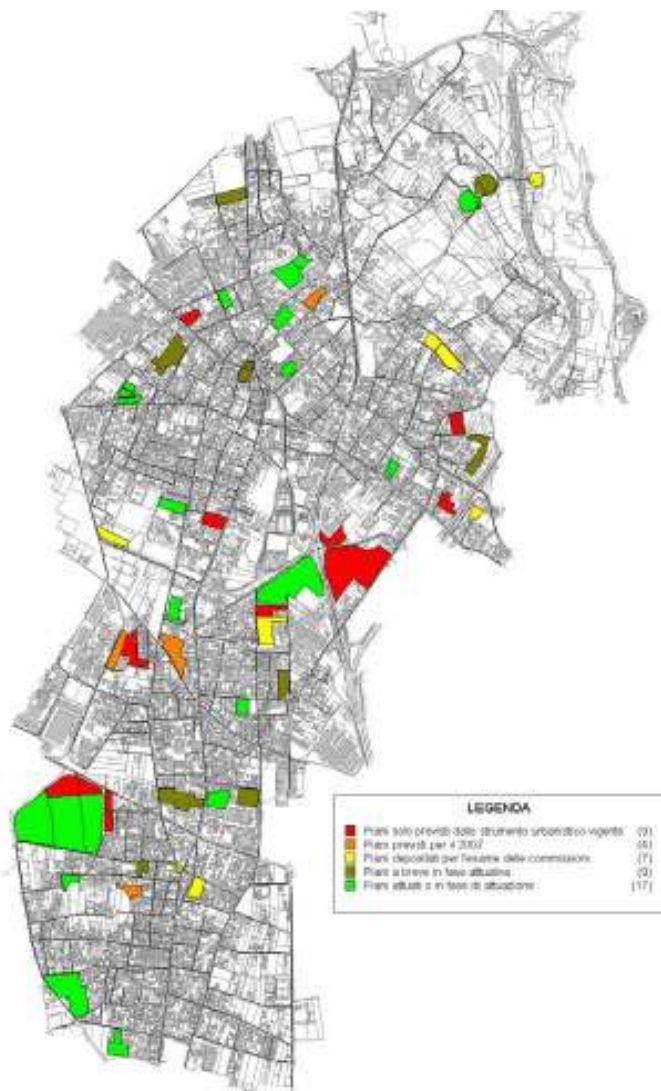 LEGENDA
Piani solo previsti dallo strumento urbanistico vigente (9)
Piani previsti per il 2007
Piani depositati per l'esame delle commissioni (7)
Piani a breve in fase attuativa (9)
Piani attuati o in fase di attuazione (17)